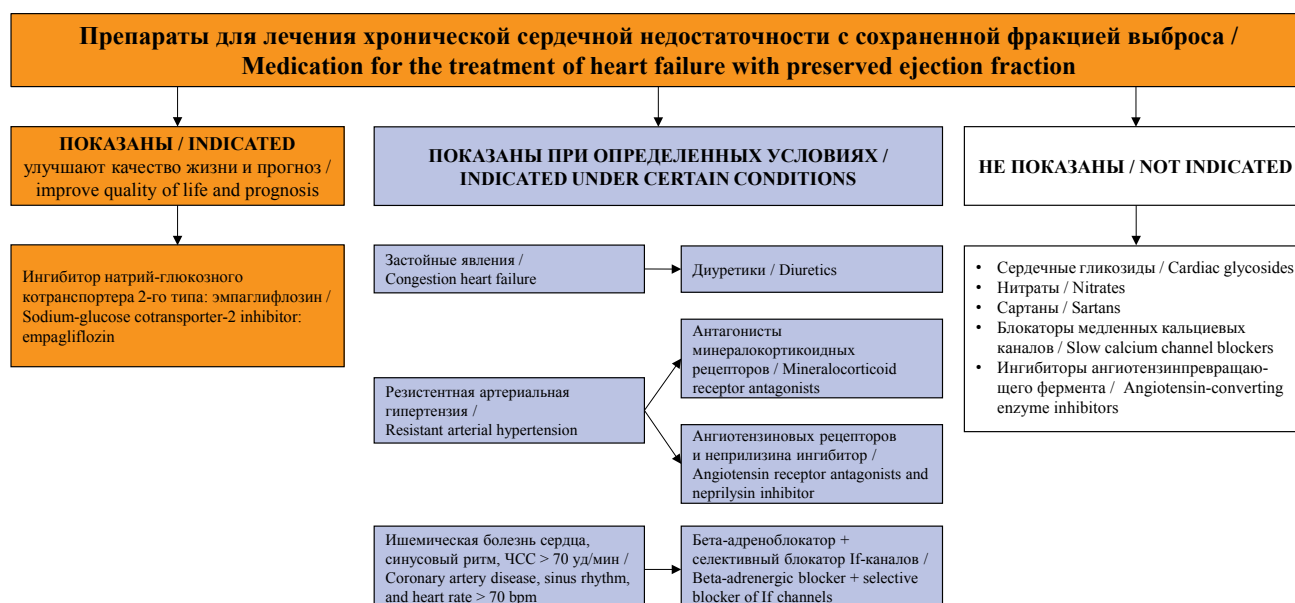 Препараты для лечения хронической сердечной недостаточности с сохраненной фракцией выброса /
Medication for the treatment of heart failure with preserved ejection fraction
ПОКАЗАНЫ / INDICATED
улучшают качество жизни и прогноз /
improve quality of life and prognosis
ПОКАЗАНЫ ПРИ ОПРЕДЕЛЕННЫХ УСЛОВИЯХ /
INDICATED UNDER CERTAIN CONDITIONS
НЕ ПОКАЗАНЫ / NOT INDICATED
Ингибитор натрий-глюкозного
котранспортера 2-го типа: эмпаглифлозин /
Sodium-glucose cotransporter-2 inhibitor:
empagliflozin
Застойные явления /
Congestion heart failure
Диуретики / Diuretics
Резистентная артериальная
гипертензия /
Resistant arterial hypertension
Антагонисты
минералокортикоидных
рецепторов / Mineralocorticoid
receptor antagonists
Ангиотензиновых рецепторов
и неприлизина ингибитор /
Angiotensin receptor antagonists and
neprilysin inhibitor
Ишемическая болезнь сердца,
синусовый ритм, ЧСС > 70 уд/мин /
Coronary artery disease, sinus rhythm,
and heart rate > 70 bpm
Бета-адреноблокатор +
селективный блокатор If-каналов /
Beta-adrenergic blocker + selective
blocker of If channels
• Сердечные гликозиды / Cardiac glycosides
• Нитраты / Nitrates
• Сартаны / Sartans
• Блокаторы медленных кальциевых
каналов / Slow calcium channel blockers
• Ингибиторы ангиотензинпревращаю-
щего фермента / Angiotensin-converting
enzyme inhibitors